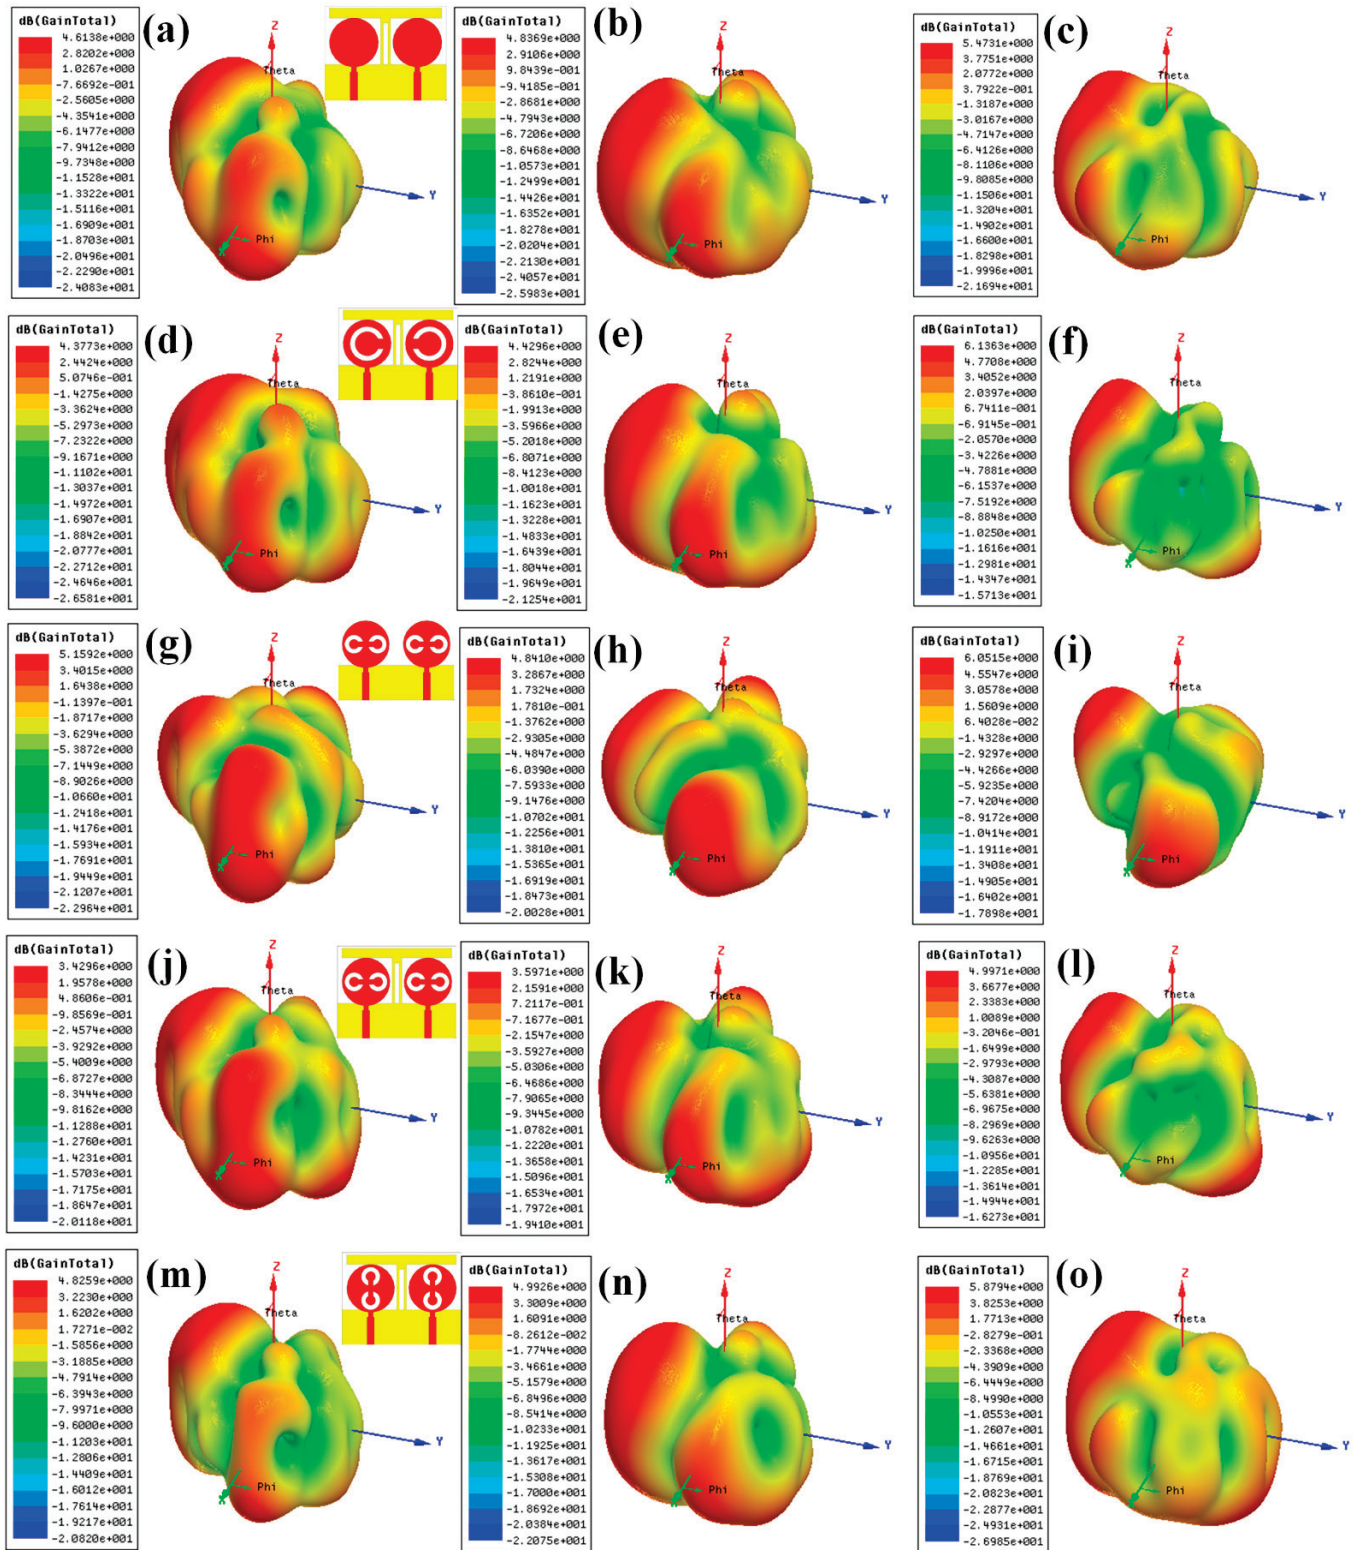 dB(GainTotal)
4.6138e+000
2.8202e+000
1.0267e+000
-7.6692e-001
-2.5605e+000
-4.3541e+000
-6.1477e+000
-7.9412e+000
-9.7348e+000
-1.1528e+001
-1.3322e+001
-1.5116e+001
-1.6909e+001
-1.8703e+001
-2.0496e+001
-2.2290e+001
-2.4083e+001
(a)
Z
Theta
Y
Phi
X
dB(GainTotal)
4.8369e+000
2.9106e+000
9.8439e-001
-9.4185e-001
-2.8681e+000
-4.7943e+000
-6.7206e+000
-8.6468e+000
-1.0573e+001
-1.2499e+001
-1.4426e+001
-1.6352e+001
-1.8278e+001
-2.0204e+001
-2.2130e+001
-2.4057e+001
-2.5983e+001
(b)
Z
Theta
Y
Phi
X
dB(GainTotal)
5.4731e+000
3.7751e+000
2.0772e+000
3.7922e-001
-1.3187e+000
-3.0167e+000
-4.7147e+000
-6.4126e+000
-8.1106e+000
-9.8085e+000
-1.1506e+001
-1.3204e+001
-1.4902e+001
-1.6600e+001
-1.8298e+001
-1.9996e+001
-2.1694e+001
(c)
Z
Theta
Y
Phi
X
dB(GainTotal)
4.3773e+000
2.4424e+000
5.0746e-001
-1.4275e+000
-3.3624e+000
-5.2973e+000
-7.2322e+000
-9.1671e+000
-1.1102e+001
-1.3037e+001
-1.4972e+001
-1.6907e+001
-1.8842e+001
-2.0777e+001
-2.2712e+001
-2.4646e+001
-2.6581e+001
(d)
Z
Theta
Y
Phi
X
dB(GainTotal)
4.4296e+000
2.8244e+000
1.2191e+000
-3.8610e-001
-1.9913e+000
-3.5966e+000
-5.2018e+000
-6.8071e+000
-8.4123e+000
-1.0018e+001
-1.1623e+001
-1.3228e+001
-1.4833e+001
-1.6439e+001
-1.8044e+001
-1.9649e+001
-2.1254e+001
(e)
Z
Theta
Y
Phi
X
dB(GainTotal)
6.1363e+000
4.7708e+000
3.4052e+000
2.0397e+000
6.7411e-001
-6.9145e-001
-2.0570e+000
-3.4226e+000
-4.7881e+000
-6.1537e+000
-7.5192e+000
-8.8848e+000
-1.0250e+001
-1.1616e+001
-1.2981e+001
-1.4347e+001
-1.5713e+001
(f)
Z
Theta
Y
Phi
X
dB(GainTotal)
5.1592e+000
3.4015e+000
1.6438e+000
-1.1397e-001
-1.8717e+000
-3.6294e+000
-5.3872e+000
-7.1449e+000
-8.9026e+000
-1.0660e+001
-1.2418e+001
-1.4176e+001
-1.5934e+001
-1.7691e+001
-1.9449e+001
-2.1207e+001
-2.2964e+001
(g)
Z
Theta
Y
Phi
X
dB(GainTotal)
4.8410e+000
3.2867e+000
1.7324e+000
1.7810e-001
-1.3762e+000
-2.9305e+000
-4.4847e+000
-6.0390e+000
-7.5933e+000
-9.1476e+000
-1.0702e+001
-1.2256e+001
-1.3810e+001
-1.5365e+001
-1.6919e+001
-1.8473e+001
-2.0028e+001
(h)
Z
Theta
Y
Phi
X
dB(GainTotal)
6.0515e+000
4.5547e+000
3.0578e+000
1.5609e+000
6.4028e-002
-1.4328e+000
-2.9297e+000
-4.4266e+000
-5.9235e+000
-7.4204e+000
-8.9172e+000
-1.0414e+001
-1.1911e+001
-1.3408e+001
-1.4905e+001
-1.6402e+001
-1.7898e+001
(i)
Z
Theta
Y
Phi
X
dB(GainTotal)
3.4296e+000
1.9578e+000
4.8606e-001
-9.8569e-001
-2.4574e+000
-3.9292e+000
-5.4009e+000
-6.8727e+000
-8.3444e+000
-9.8162e+000
-1.1288e+001
-1.2760e+001
-1.4231e+001
-1.5703e+001
-1.7175e+001
-1.8647e+001
-2.0118e+001
(j)
Z
Theta
Y
Phi
X
dB(GainTotal)
3.5971e+000
2.1591e+000
7.2117e-001
-7.1677e-001
-2.1547e+000
-3.5927e+000
-5.0306e+000
-6.4686e+000
-7.9065e+000
-9.3445e+000
-1.0782e+001
-1.2220e+001
-1.3658e+001
-1.5096e+001
-1.6534e+001
-1.7972e+001
-1.9410e+001
(k)
Z
Theta
Y
Phi
X
dB(GainTotal)
4.9971e+000
3.6677e+000
2.3383e+000
1.0089e+000
-3.2046e-001
-1.6499e+000
-2.9793e+000
-4.3087e+000
-5.6381e+000
-6.9675e+000
-8.2969e+000
-9.6263e+000
-1.0956e+001
-1.2285e+001
-1.3614e+001
-1.4944e+001
-1.6273e+001
(l)
Z
Theta
Y
Phi
X
dB(GainTotal)
4.8259e+000
3.2230e+000
1.6202e+000
1.7271e-002
-1.5856e+000
-3.1885e+000
-4.7914e+000
-6.3943e+000
-7.9971e+000
-9.6000e+000
-1.1203e+001
-1.2806e+001
-1.4409e+001
-1.6012e+001
-1.7614e+001
-1.9217e+001
-2.0820e+001
(m)
Z
Theta
Y
Phi
X
dB(GainTotal)
4.9926e+000
3.3009e+000
1.6091e+000
-8.2612e-002
-1.7744e+000
-3.4661e+000
-5.1579e+000
-6.8496e+000
-8.5414e+000
-1.0233e+001
-1.1925e+001
-1.3617e+001
-1.5308e+001
-1.7000e+001
-1.8692e+001
-2.0384e+001
-2.2075e+001
(n)
Z
Theta
Y
Phi
X
dB(GainTotal)
5.8794e+000
3.8253e+000
1.7713e+000
-2.8279e-001
-2.3368e+000
-4.3909e+000
-6.4449e+000
-8.4990e+000
-1.0553e+001
-1.2607e+001
-1.4661e+001
-1.6715e+001
-1.8769e+001
-2.0823e+001
-2.2877e+001
-2.4931e+001
-2.6985e+001
(o)
Z
Theta
Y
Phi
X